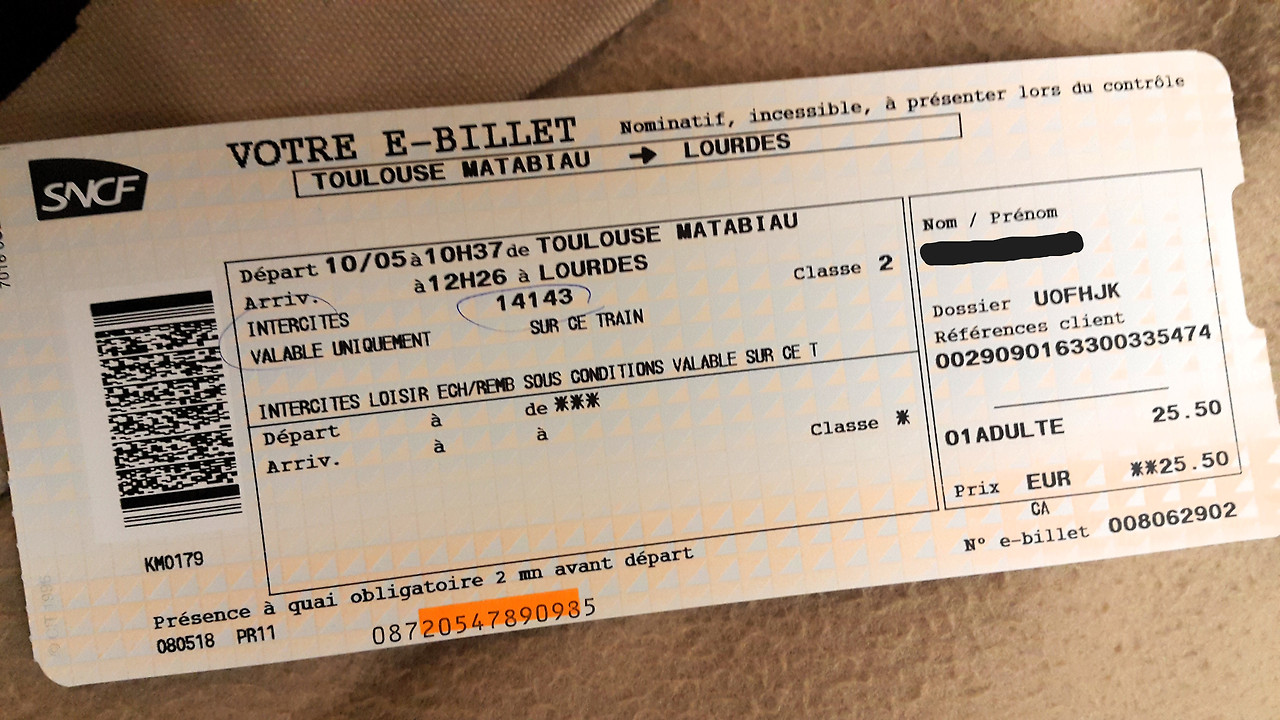 VOTRE E-BILLET
Nominatif, incessible, à présenter lors du contrôle
TOULOUSE MATABIAU → LOURDES
SNCF
Départ 10/05 à 10H37 de TOULOUSE MATABIAU
Arriv. à 12H26 à LOURDES
Classe 2
INTERCITES 14143
VALABLE UNIQUEMENT SUR CE TRAIN
INTERCITES LOISIR ECH/REMB SOUS CONDITIONS VALABLE SUR CE T
Départ à de ***
Arriv. à à
Classe *
Nom / Prénom
Dossier UOFHJK
Références client
0029090163300335474
01ADULTE 25.50
Prix EUR **25.50
CA
N° e-billet 008062902
KM0179
Présence à quai obligatoire 2 mn avant départ
080518 PR11
08720547890985